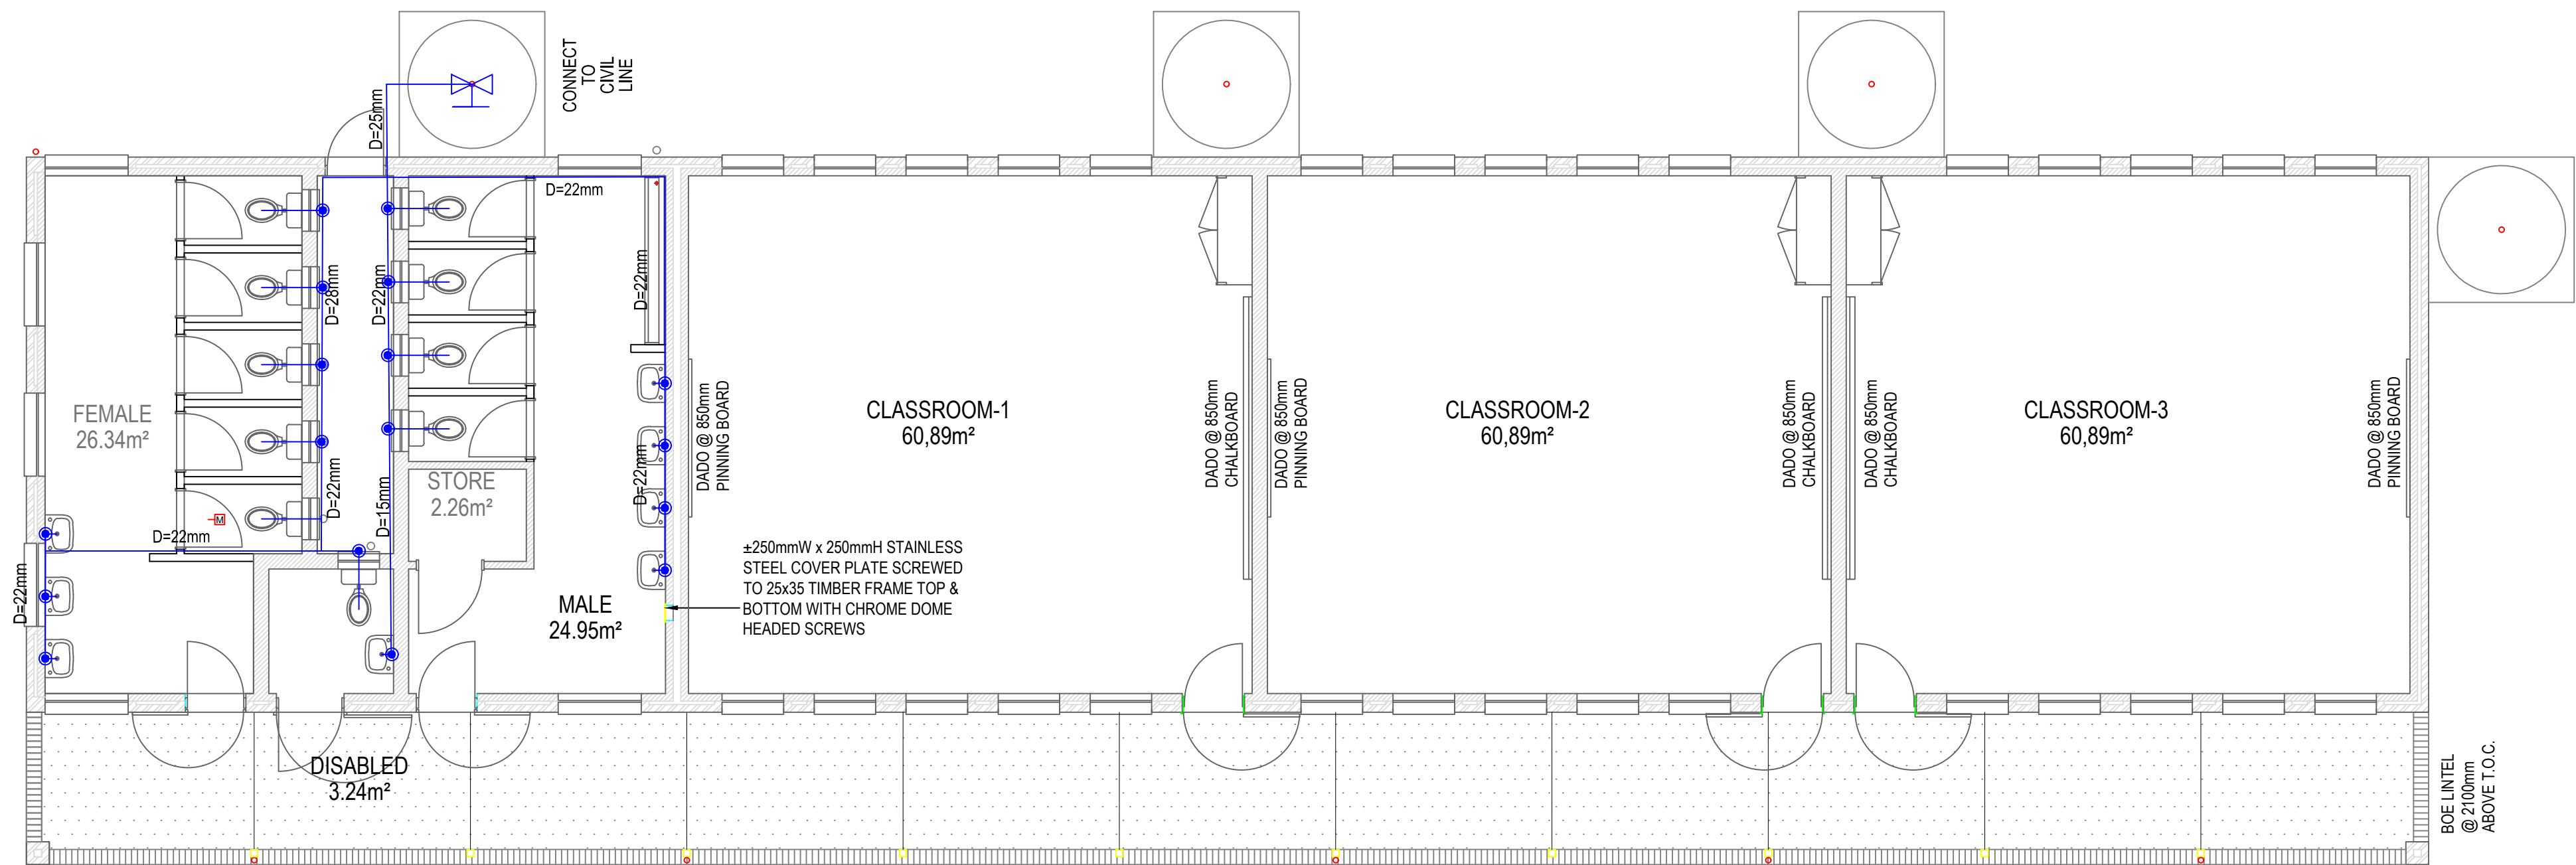 CONNECT
TO
CIVIL
LINE
D=25mm
D=22mm
D=28mm
D=22mm
D=22mm
FEMALE
26.34m²
D=22mm
D=22mm
D=15mm
STORE
2.26m²
D=22mm
D=22mm
M
MALE
24.95m²
DISABLED
3.24m²
DADO @ 850mm
PINNING BOARD
±250mmW x 250mmH STAINLESS
STEEL COVER PLATE SCREWED
TO 25x35 TIMBER FRAME TOP &
BOTTOM WITH CHROME DOME
HEADED SCREWS
CLASSROOM-1
60,89m²
DADO @ 850mm
CHALKBOARD
DADO @ 850mm
PINNING BOARD
CLASSROOM-2
60,89m²
DADO @ 850mm
CHALKBOARD
DADO @ 850mm
CHALKBOARD
CLASSROOM-3
60,89m²
DADO @ 850mm
PINNING BOARD
BOE LINTEL
@ 2100mm
ABOVE T.O.C.